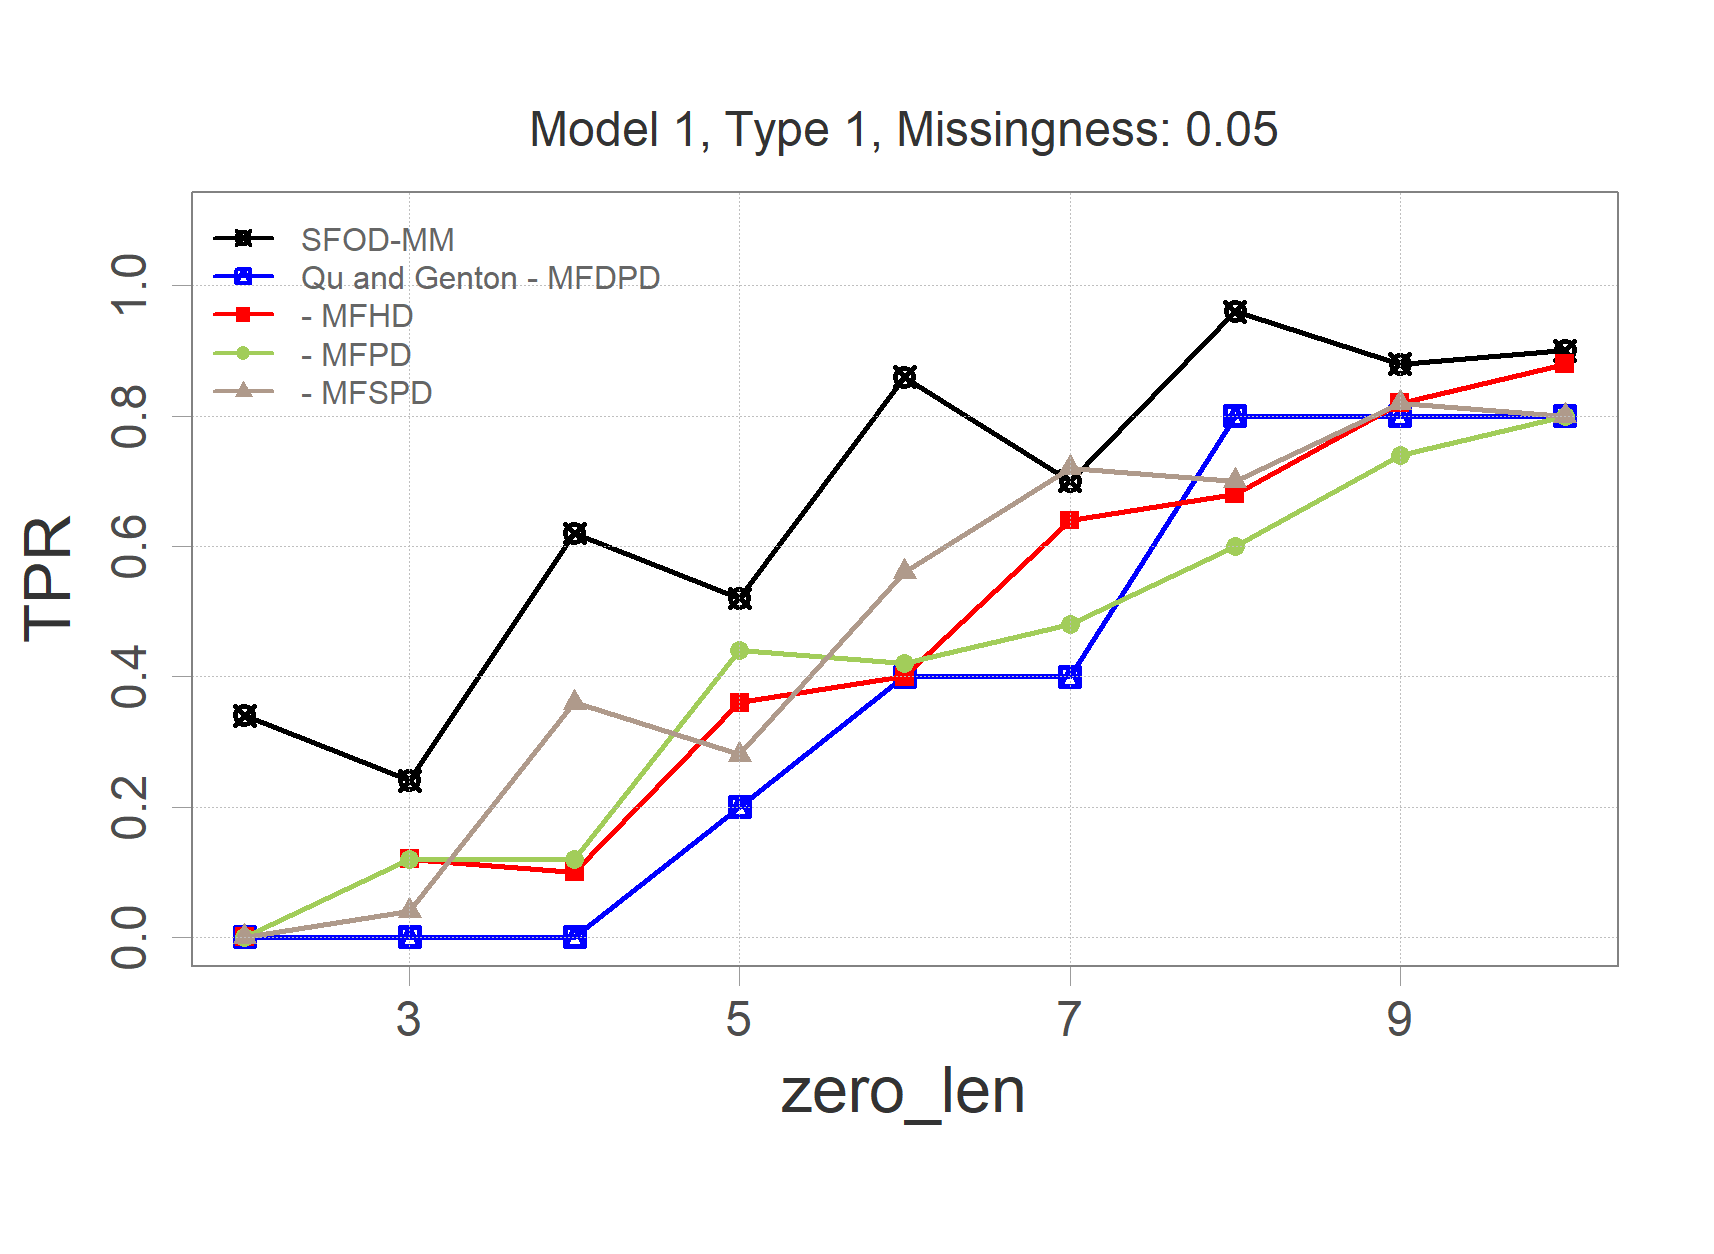 Model 1, Type 1, Missingness: 0.05
SFOD-MM
Qu and Genton - MFDPD
- MFHD
- MFPD
- MFSPD
TPR
1.0
0.8
0.6
0.4
0.2
0.0
3 5 7 9
zero_len